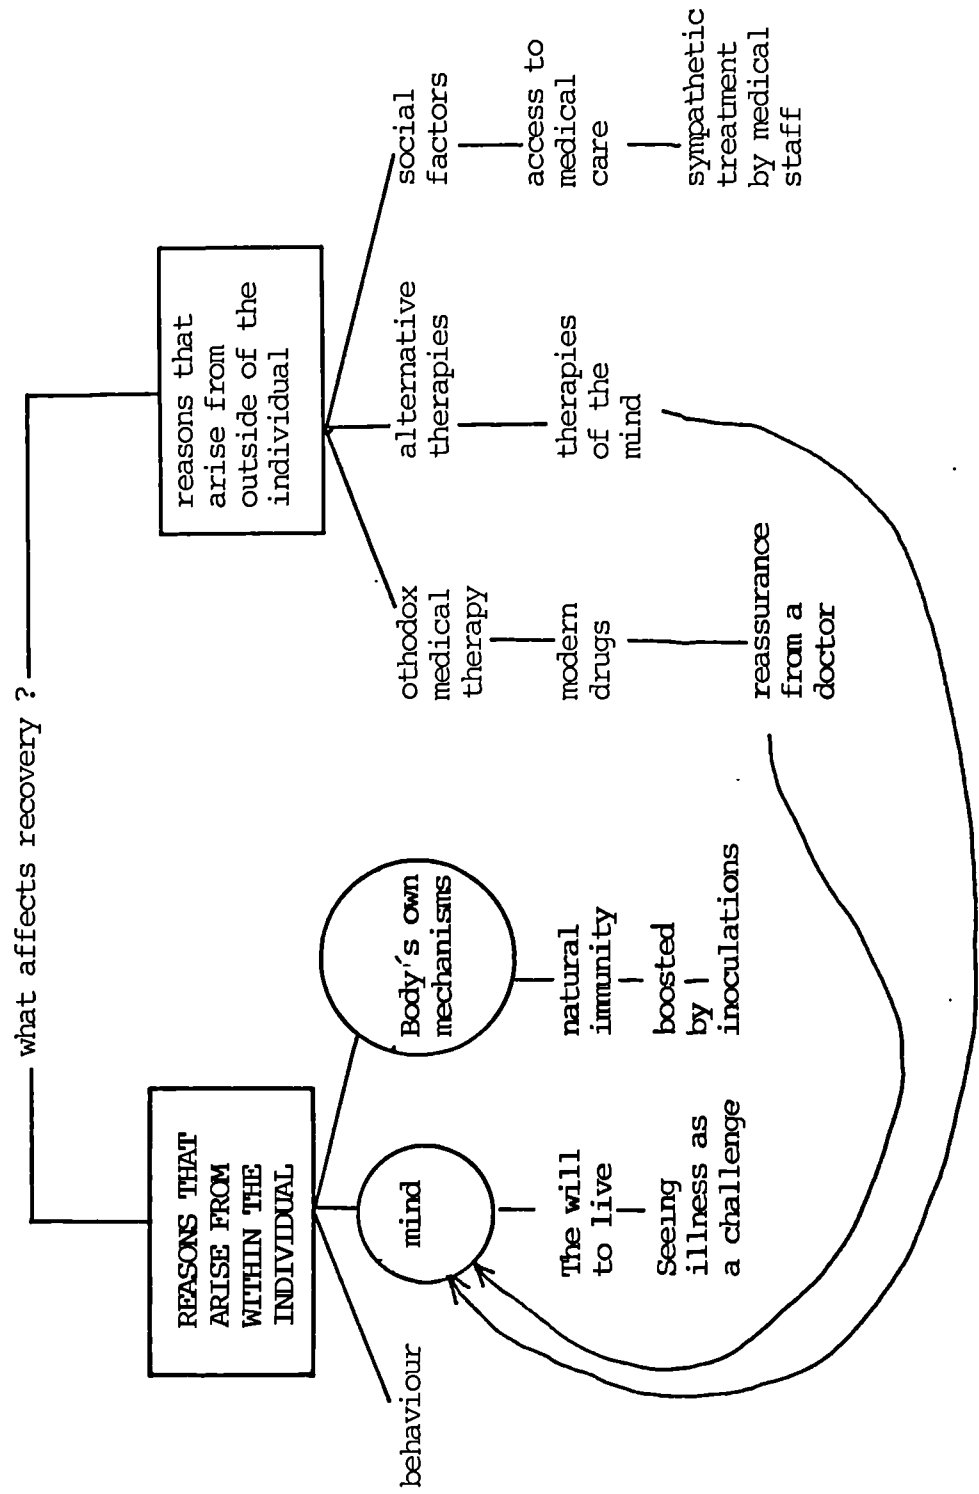 what affects recovery ?
REASONS THAT
ARISE FROM
WITHIN THE
INDIVIDUAL
reasons that
arise from
outside of the
individual
behaviour
mind
The will
to live
Seeing
illness as
a challenge
Body's own
mechanisms
natural
immunity
boosted
by
inoculations
othodox
medical
therapy
modern
drugs
reassurance
from a
doctor
alternative
therapies
therapies
of the
mind
social
factors
access to
medical
care
sympathetic
treatment
by medical
staff